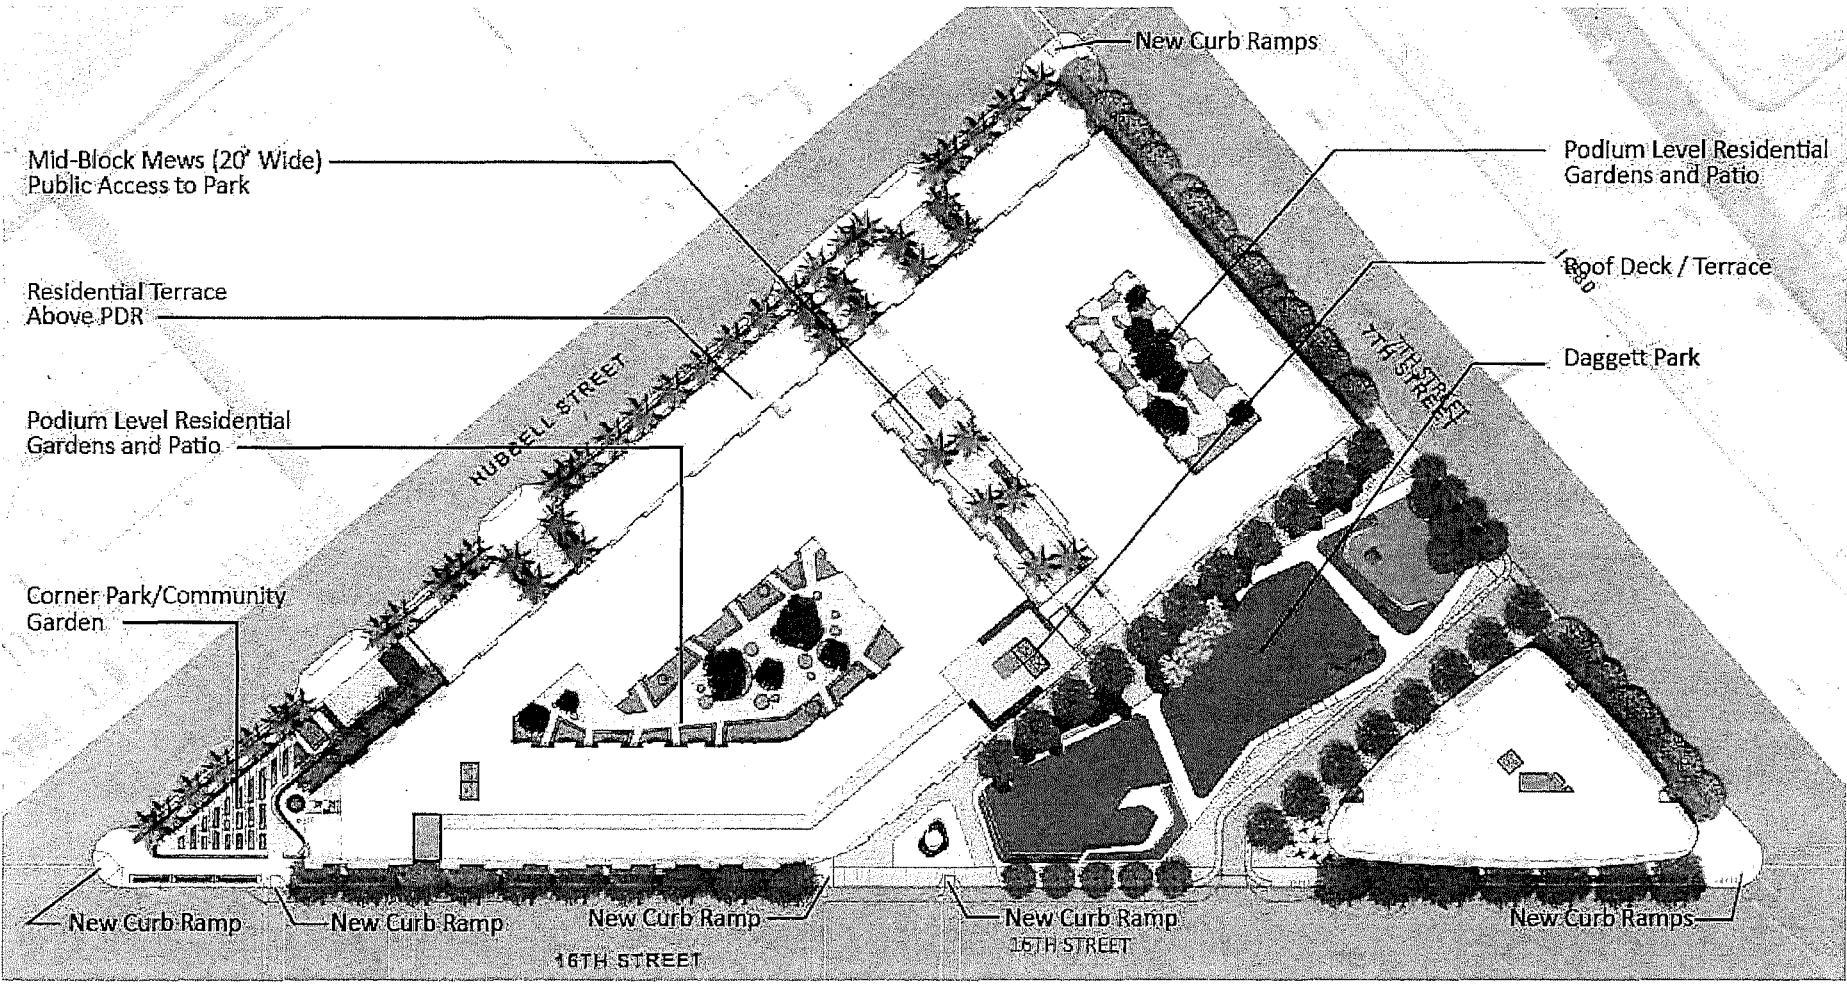 New Curb Ramps
Mid-Block Mews (20' Wide)
Public Access to Park
Podium Level Residential
Gardens and Patio
Roof Deck / Terrace
I-280
Residential Terrace
Above PDR
7TH STREET
7TH STREET
Daggett Park
HUBBELL STREET
Podium Level Residential
Gardens and Patio
Corner Park/Community
Garden
New Curb Ramp
New Curb Ramp
New Curb Ramp
New Curb Ramp
New Curb Ramps
16TH STREET
16TH STREET